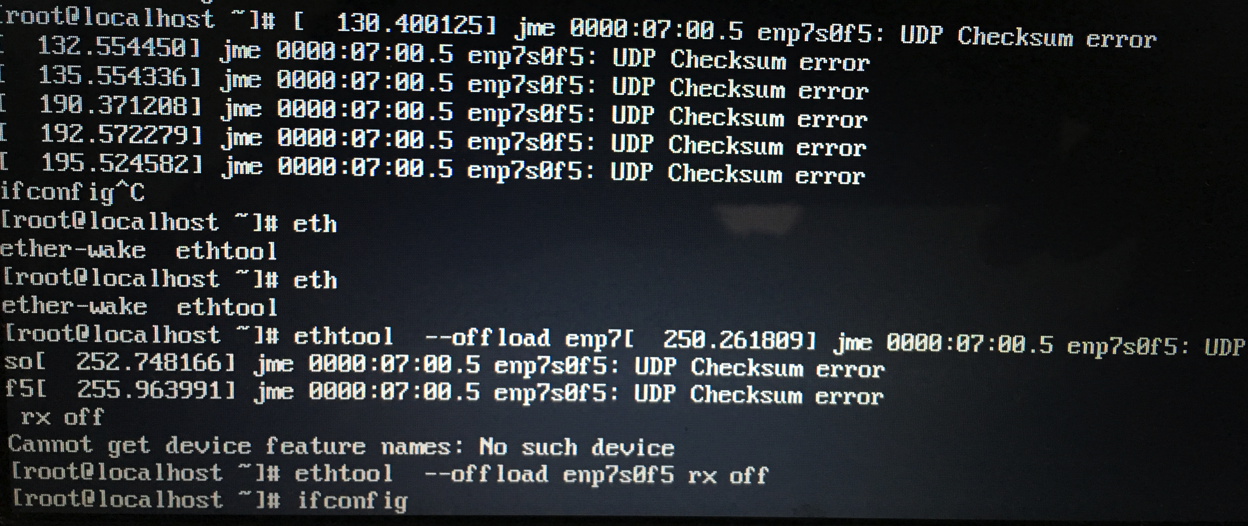 [root@localhost ~]# [  130.400125] jme 0000:07:00.5 enp7s0f5: UDP Checksum error
[  132.554450] jme 0000:07:00.5 enp7s0f5: UDP Checksum error
[  135.554336] jme 0000:07:00.5 enp7s0f5: UDP Checksum error
[  190.371208] jme 0000:07:00.5 enp7s0f5: UDP Checksum error
[  192.572279] jme 0000:07:00.5 enp7s0f5: UDP Checksum error
[  195.524582] jme 0000:07:00.5 enp7s0f5: UDP Checksum error
ifconfig^C
[root@localhost ~]# eth
ether-wake  ethtool
[root@localhost ~]# eth
ether-wake  ethtool
[root@localhost ~]# ethtool  --offload enp7[  250.261809] jme 0000:07:00.5 enp7s0f5: UDP
so[  252.748166] jme 0000:07:00.5 enp7s0f5: UDP Checksum error
f5[  255.963991] jme 0000:07:00.5 enp7s0f5: UDP Checksum error
 rx off
Cannot get device feature names: No such device
[root@localhost ~]# ethtool  --offload enp7s0f5 rx off
[root@localhost ~]# ifconfig